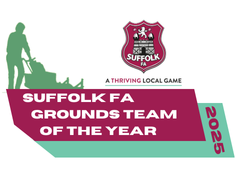 SUFFOLK
FA
A THRIVING LOCAL GAME
SUFFOLK FA
GROUNDS TEAM
OF THE YEAR
2025